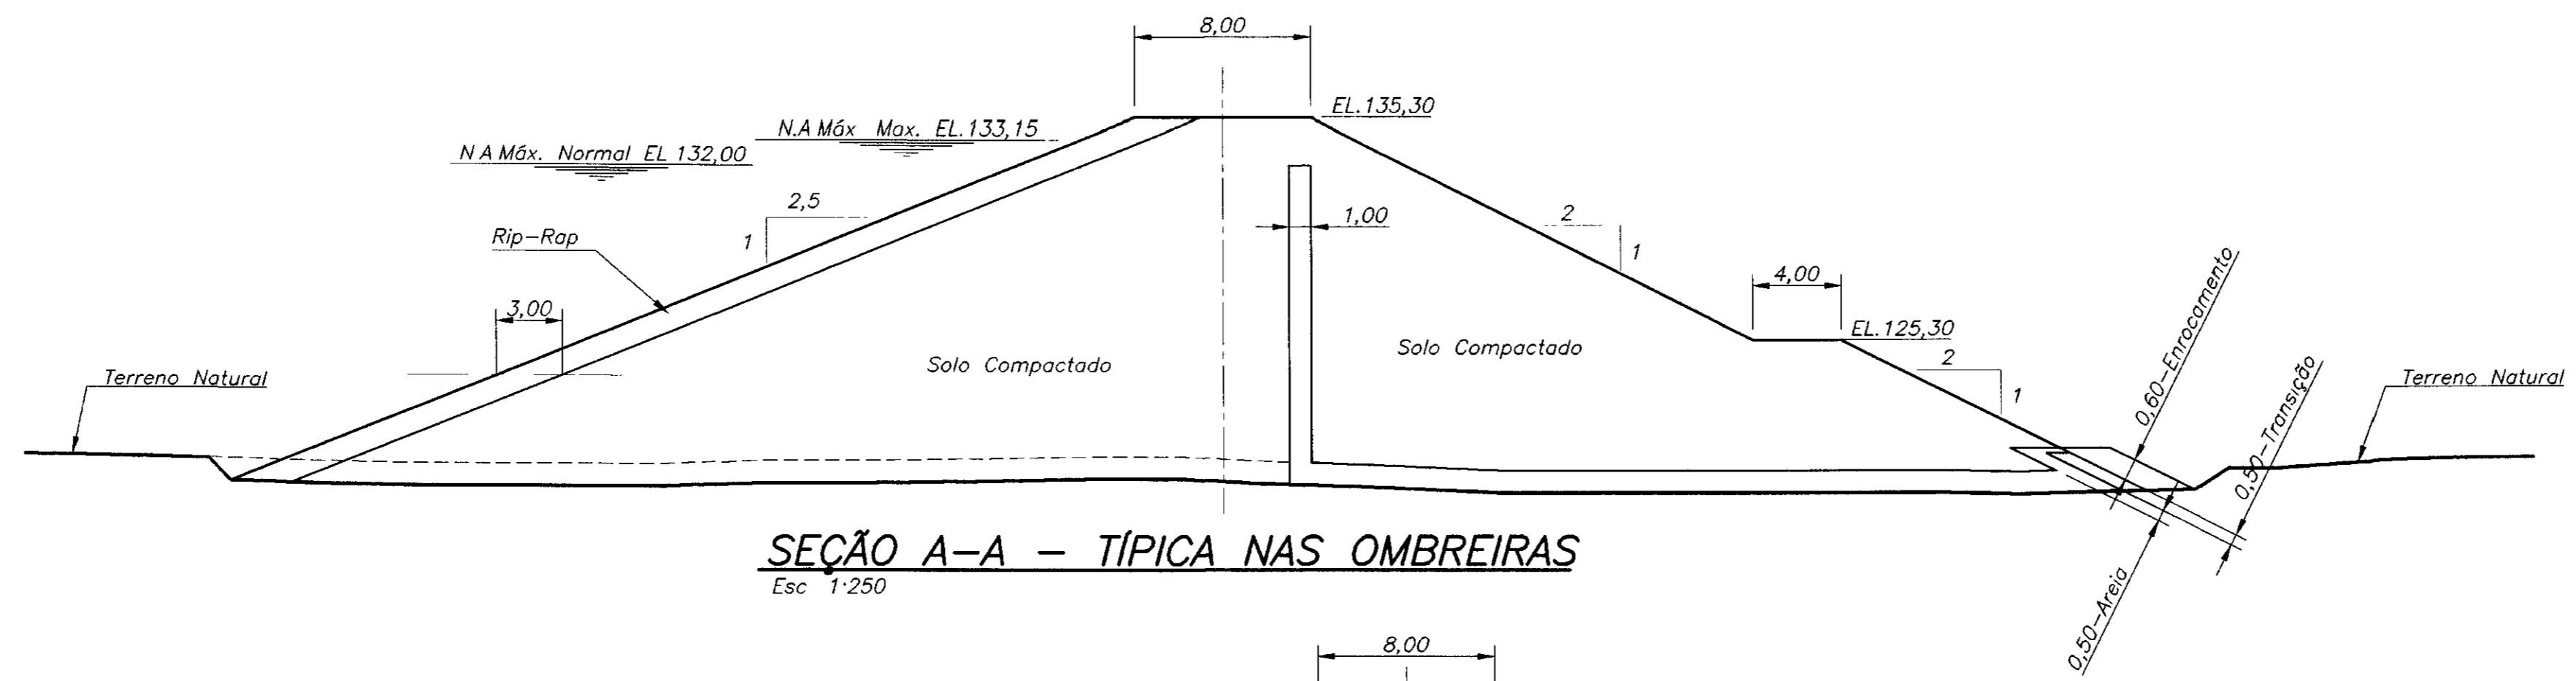 8,00
EL.135,30
N.A Máx Max. EL.133,15
N A Máx. Normal EL 132,00
2,5
1
1,00
2
1
Rip-Rap
3,00
4,00
EL.125,30
Solo Compactado
Solo Compactado
2
1
Terreno Natural
Terreno Natural
0,60-Enrocamento
0,50-Transição
0,50-Areia
SEÇÃO A-A - TÍPICA NAS OMBREIRAS
Esc 1:250
8,00